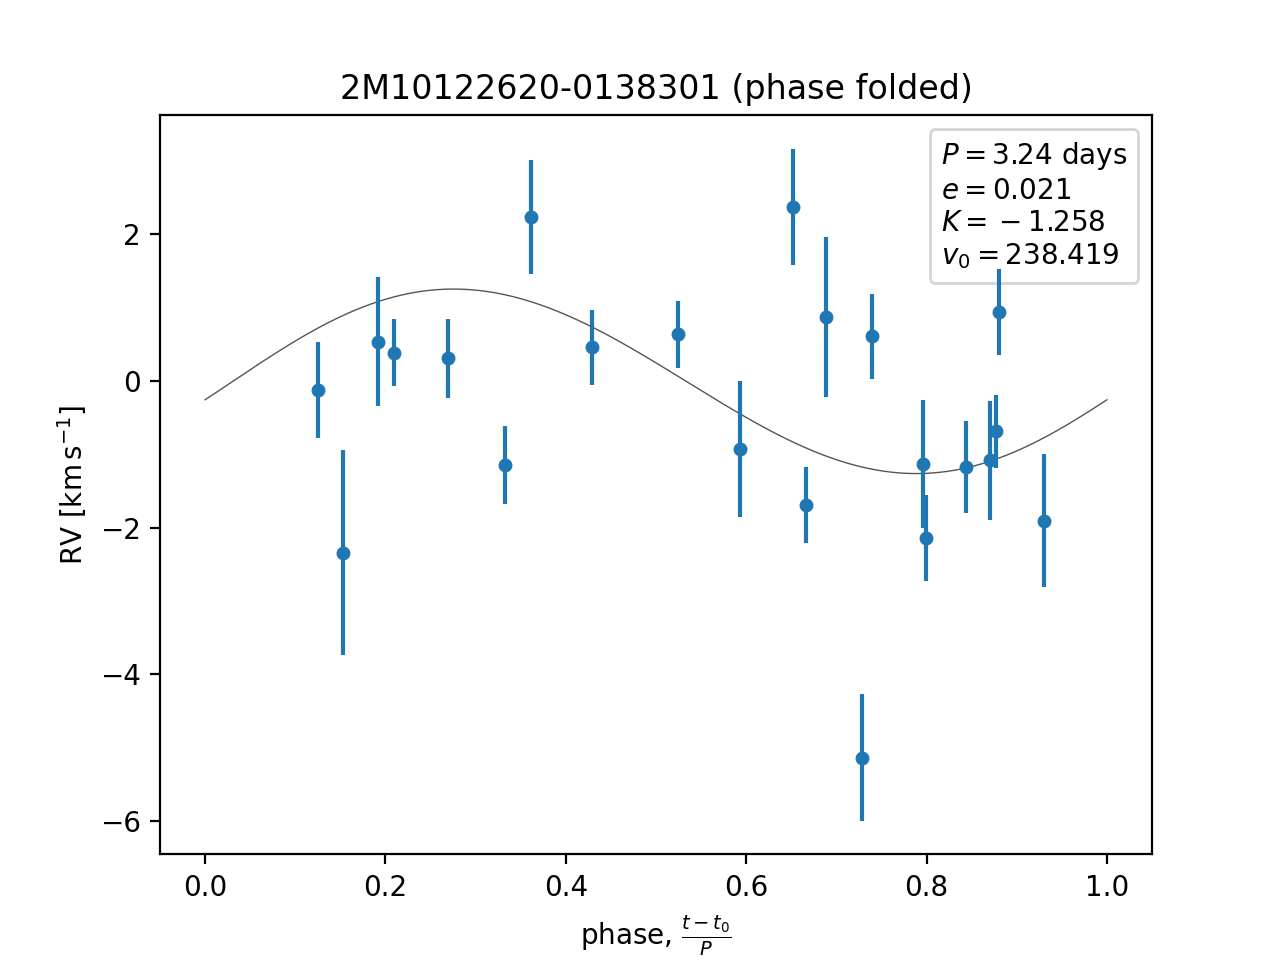 2M10122620-0138301 (phase folded)
P = 3.24 days
e = 0.021
K = −1.258
v₀ = 238.419
RV [km s⁻¹]
2
0
−2
−4
−6
0.0 0.2 0.4 0.6 0.8 1.0
phase, (t − t₀)/P